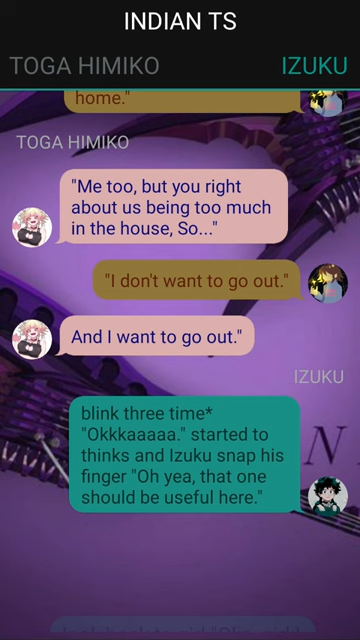 INDIAN TS
TOGA HIMIKO
IZUKU
home."
TOGA HIMIKO
"Me too, but you right
about us being too much
in the house, So..."
"I don't want to go out."
And I want to go out."
IZUKU
blink three time*
"Okkkaaaaa." started to
thinks and Izuku snap his
finger "Oh yea, that one
should be useful here."
N